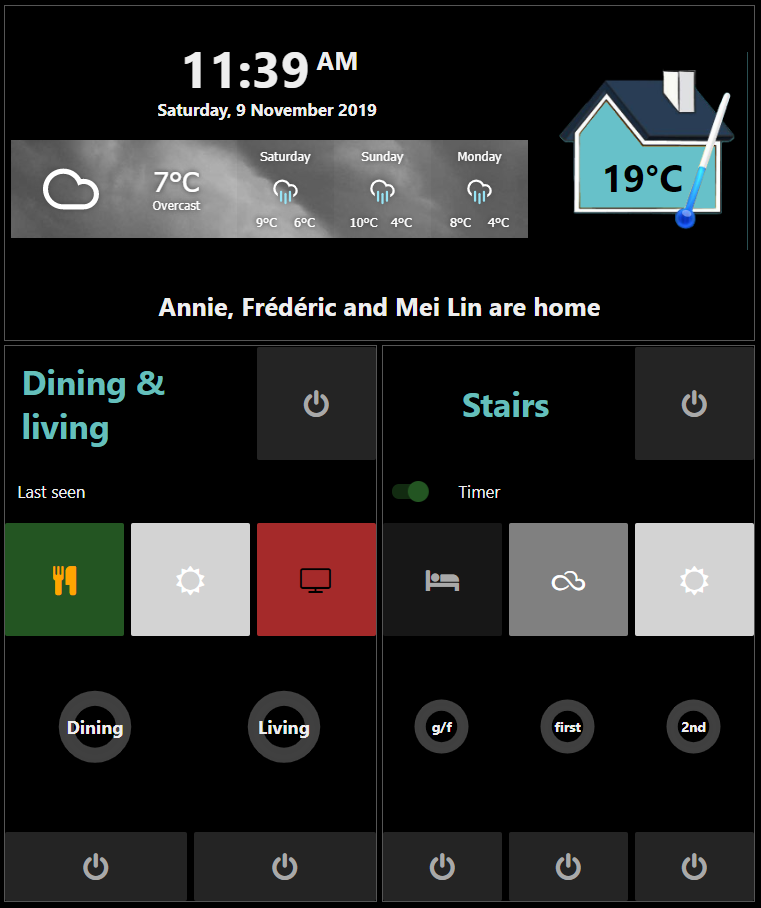 11:39 AM
Saturday, 9 November 2019
7°C
Overcast
Saturday
9°C 6°C
Sunday
10°C 4°C
Monday
8°C 4°C
19°C
Annie, Frédéric and Mei Lin are home
Dining &
living
Last seen
Dining
Living
Stairs
Timer
g/f
first
2nd